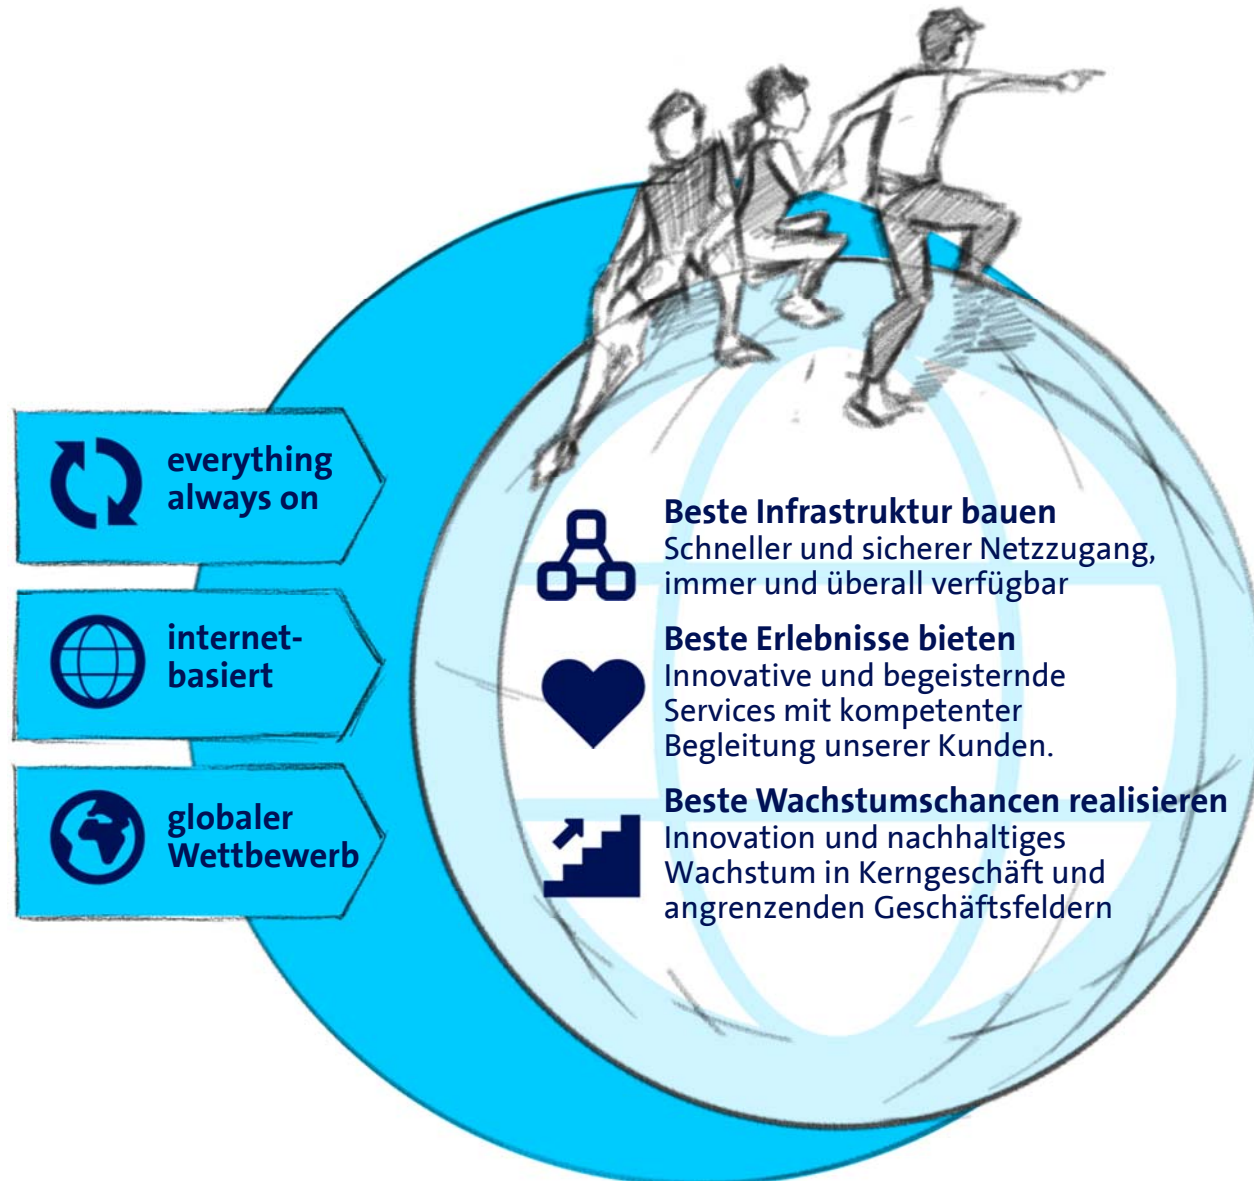 everything
always on
internet-
basiert
globaler
Wettbewerb
Beste Infrastruktur bauen
Schneller und sicherer Netzzugang,
immer und überall verfügbar
Beste Erlebnisse bieten
Innovative und begeisternde
Services mit kompetenter
Begleitung unserer Kunden.
Beste Wachstumschancen realisieren
Innovation und nachhaltiges
Wachstum in Kerngeschäft und
angrenzenden Geschäftsfeldern